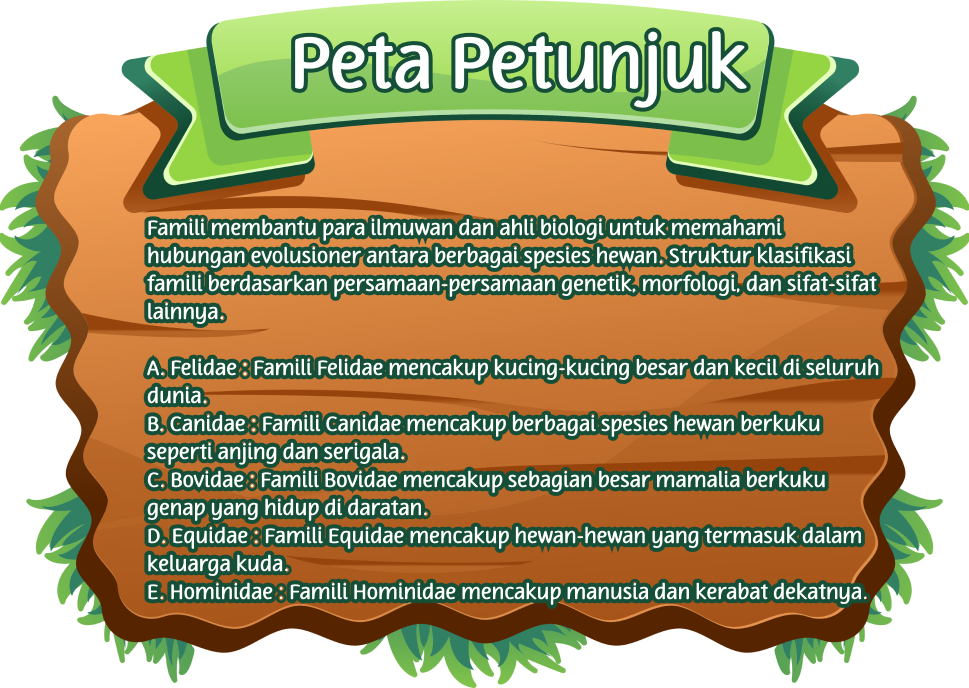 Peta Petunjuk
Famili membantu para ilmuwan dan ahli biologi untuk memahami
hubungan evolusioner antara berbagai spesies hewan. Struktur klasifikasi
famili berdasarkan persamaan-persamaan genetik, morfologi, dan sifat-sifat
lainnya.
A. Felidae : Famili Felidae mencakup kucing-kucing besar dan kecil di seluruh
dunia.
B. Canidae : Famili Canidae mencakup berbagai spesies hewan berkuku
seperti anjing dan serigala.
C. Bovidae : Famili Bovidae mencakup sebagian besar mamalia berkuku
genap yang hidup di daratan.
D. Equidae : Famili Equidae mencakup hewan-hewan yang termasuk dalam
keluarga kuda.
E. Hominidae : Famili Hominidae mencakup manusia dan kerabat dekatnya.